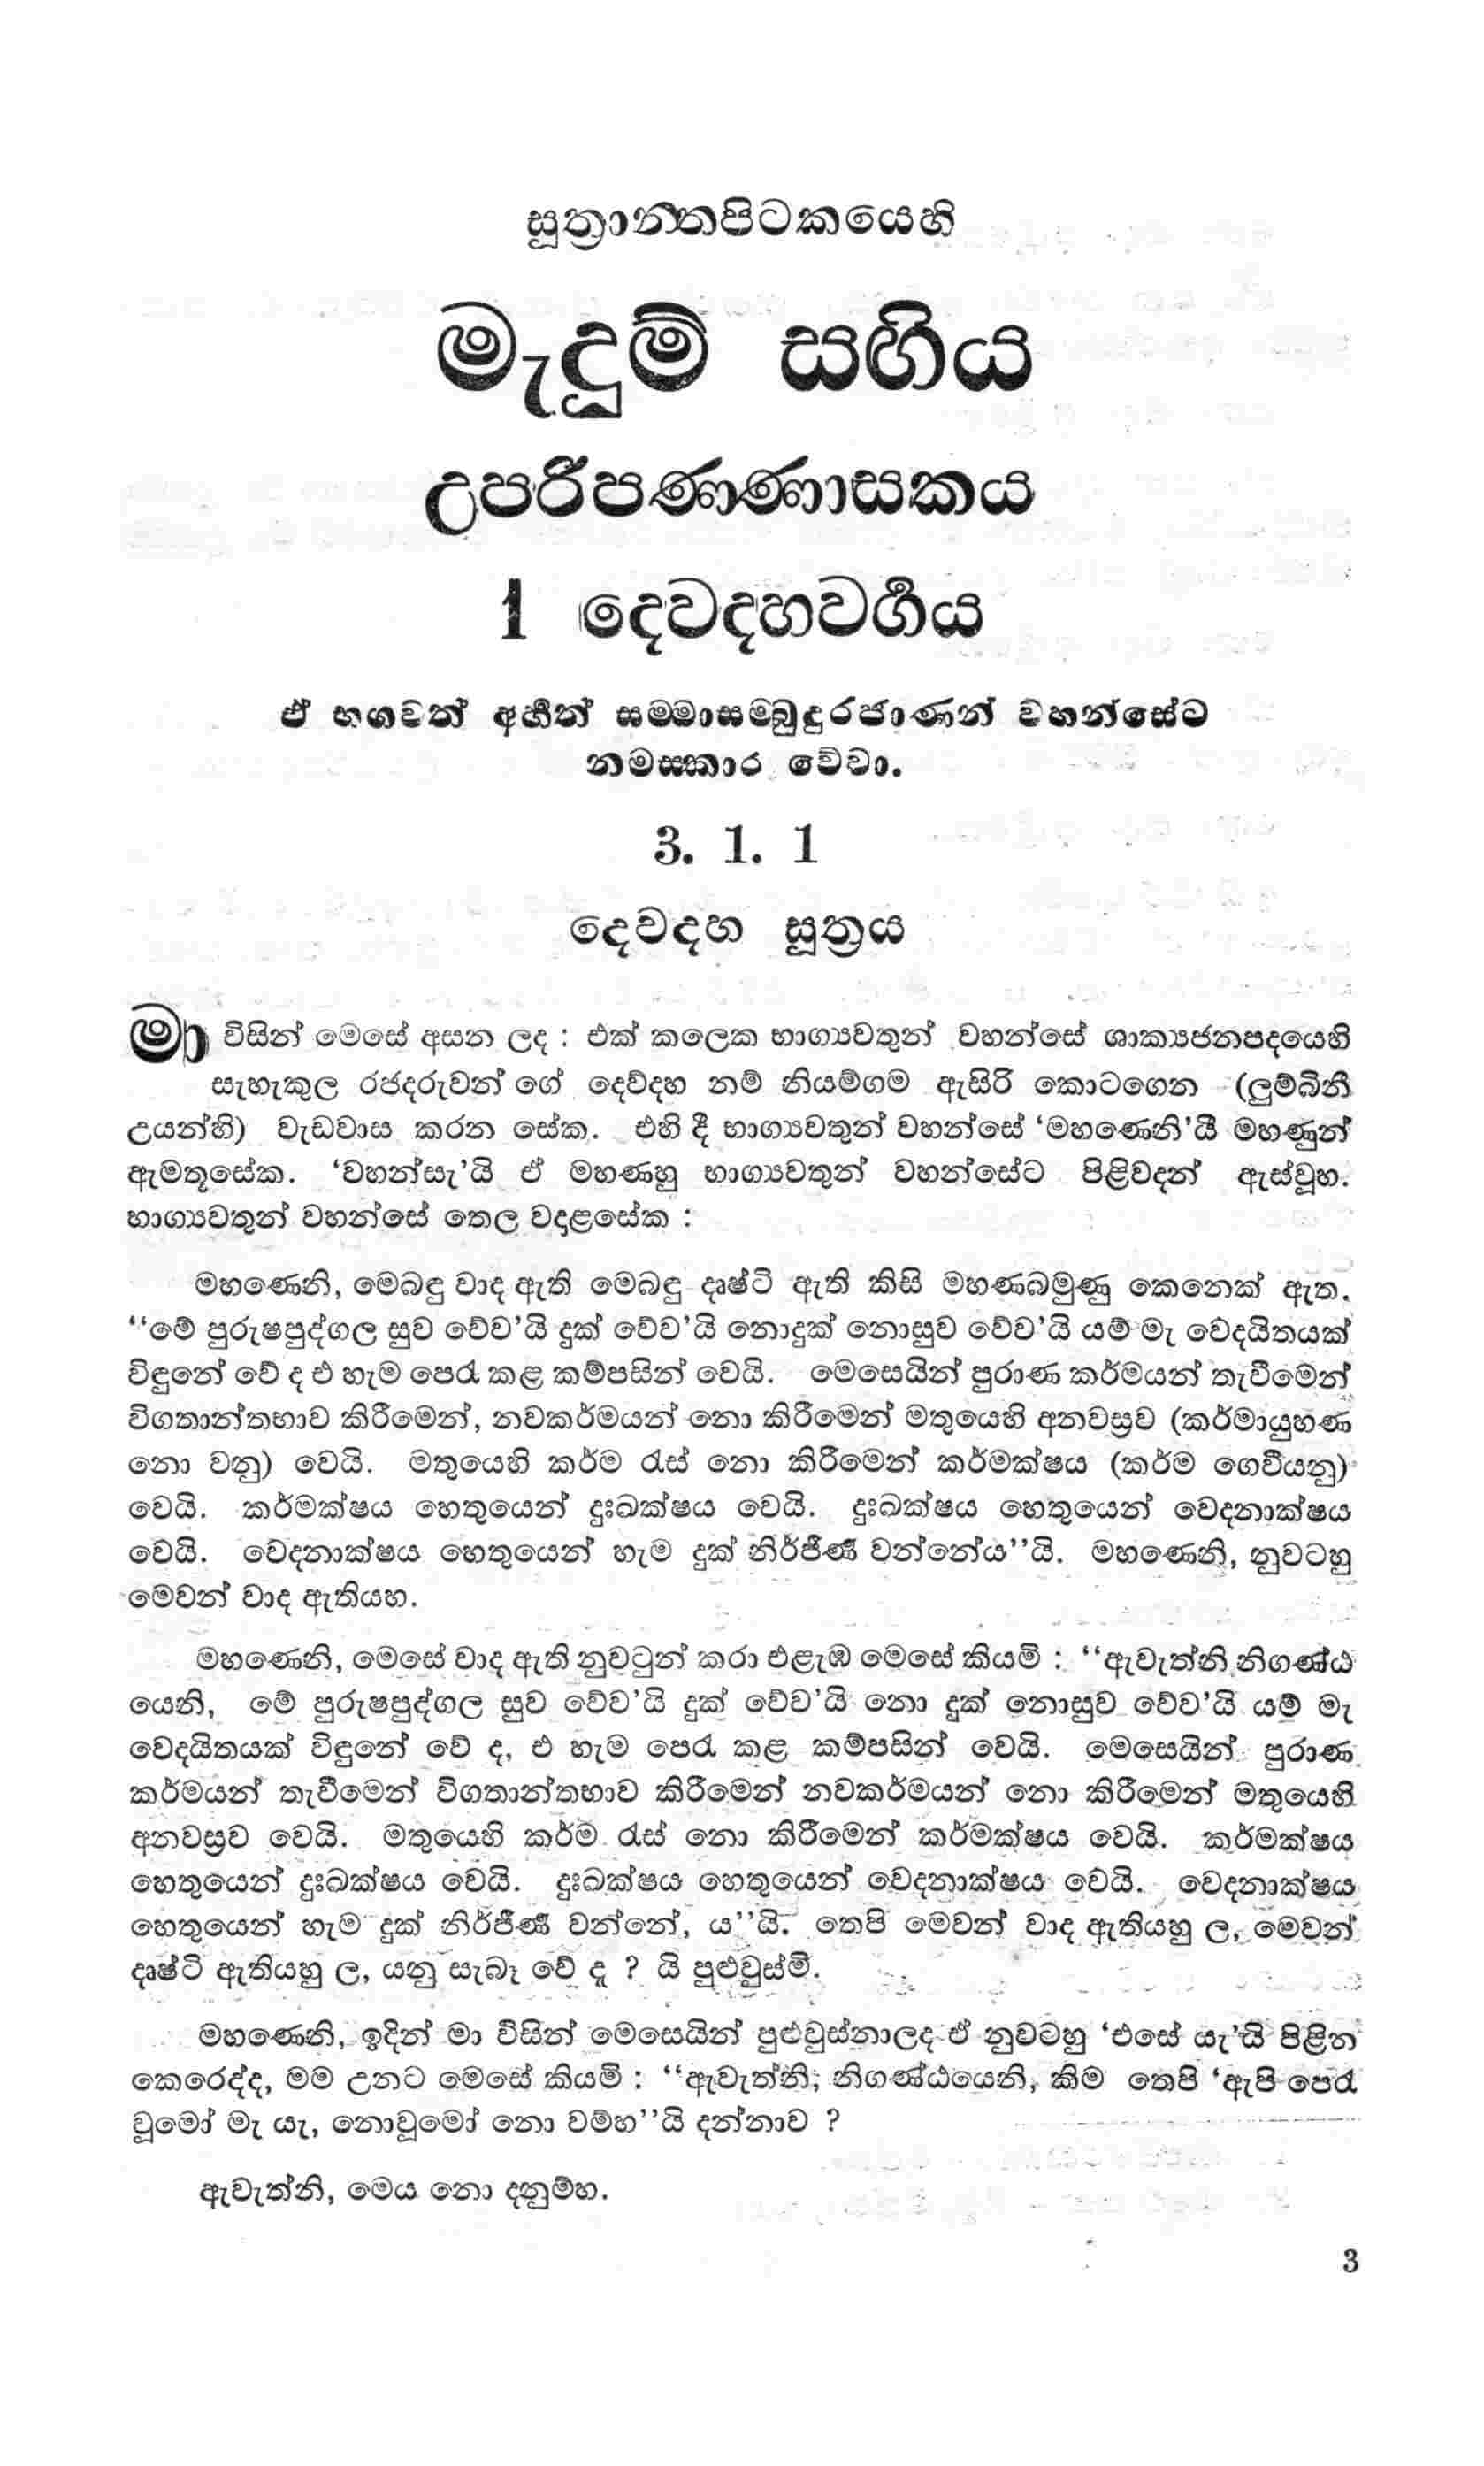 සූත්‍රාන්තපිටකයෙහි
මැදුම් සඟිය
උපරිපණ්ණාසකය
1 දෙවදහවර්ගය
ඒ භගවත් අර්හත් සම්මාසම්බුදුරජාණන් වහන්සේට
නමස්කාර වේවා.
3. 1. 1
දෙවදහ සූත්‍රය
මා විසින් මෙසේ අසන ලද : එක් කලෙක භාග්‍යවතුන් වහන්සේ ශාක්‍යජනපදයෙහි
සැහැකුල රජදරුවන් ගේ දෙව්දහ නම් නියම්ගම ඇසිරි කොටගෙන (ලුම්බිනී
උයන්හි) වැඩවාස කරන සේක. එහි දී භාග්‍යවතුන් වහන්සේ ‘මහණෙනි’යී මහණුන්
ඇමතූසේක. ‘වහන්සැ’යි ඒ මහණහු භාග්‍යවතුන් වහන්සේට පිළිවදන් ඇස්වූහ.
භාග්‍යවතුන් වහන්සේ තෙල වදාළසේක :
මහණෙනි, මෙබඳු වාද ඇති මෙබඳු දෘෂ්ටි ඇති කිසි මහණබමුණු කෙනෙක් ඇත.
“මේ පුරුෂපුද්ගල සුව වේව’යි දුක් වේව’යි නොදුක් නොසුව වේව’යි යම් මැ වෙදයිතයක්
විඳුනේ වේ ද එ හැම පෙරැ කළ කම්පසින් වෙයි. මෙසෙයින් පුරාණ කර්මයන් තැවීමෙන්
විගතාන්තභාව කිරීමෙන්, නවකර්මයන් නො කිරීමෙන් මතුයෙහි අනවස්‍රව (කර්මායුහණ
නො වනු) වෙයි. මතුයෙහි කර්ම රැස් නො කිරීමෙන් කර්මක්ෂය (කර්ම ගෙවීයනු)
වෙයි. කර්මක්ෂය හෙතුයෙන් දුඃඛක්ෂය වෙයි. දුඃඛක්ෂය හෙතුයෙන් වෙදනාක්ෂය
වෙයි. වෙදනාක්ෂය හෙතුයෙන් හැම දුක් නිර්ජීර්ණ වන්නේය”යි. මහණෙනි, නුවටහු
මෙවන් වාද ඇතියහ.
මහණෙනි, මෙසේ වාද ඇති නුවටුන් කරා එළැඹ මෙසේ කියමි : “ඇවැත්නි නිගණ්ඨ
යෙනි, මේ පුරුෂපුද්ගල සුව වේව’යි දුක් වේව’යි නො දුක් නොසුව වේව’යි යම් මැ
වෙදයිතයක් විඳුනේ වේ ද, එ හැම පෙරැ කළ කම්පසින් වෙයි. මෙසෙයින් පුරාණ
කර්මයන් තැවීමෙන් විගතාන්තභාව කිරීමෙන් නවකර්මයන් නො කිරීමෙන් මතුයෙහි
අනවස්‍රව වෙයි. මතුයෙහි කර්ම රැස් නො කිරීමෙන් කර්මක්ෂය වෙයි. කර්මක්ෂය
හෙතුයෙන් දුඃඛක්ෂය වෙයි. දුඃඛක්ෂය හෙතුයෙන් වෙදනාක්ෂය වෙයි. වෙදනාක්ෂය
හෙතුයෙන් හැම දුක් නිර්ජීර්ණ වන්නේ, ය”යි. තෙපි මෙවන් වාද ඇතියහු ල, මෙවන්
දෘෂ්ටි ඇතියහු ල, යනු සැබෑ වේ දැ ? යි පුළුවුස්මි.
මහණෙනි, ඉදින් මා විසින් මෙසෙයින් පුළුවුස්නාලද ඒ නුවටහු ‘එසේ යැ’යි පිළින
කෙරෙද්ද, මම උනට මෙසේ කියමි : “ඇවැත්නි, නිගණ්ඨයෙනි, කිම තෙපි ‘ඇපි පෙරැ
වූමෝ මැ යැ, නොවූමෝ නො වම්හ”යි දන්නාව ?
ඇවැත්නි, මෙය නො දනුම්හ.
3